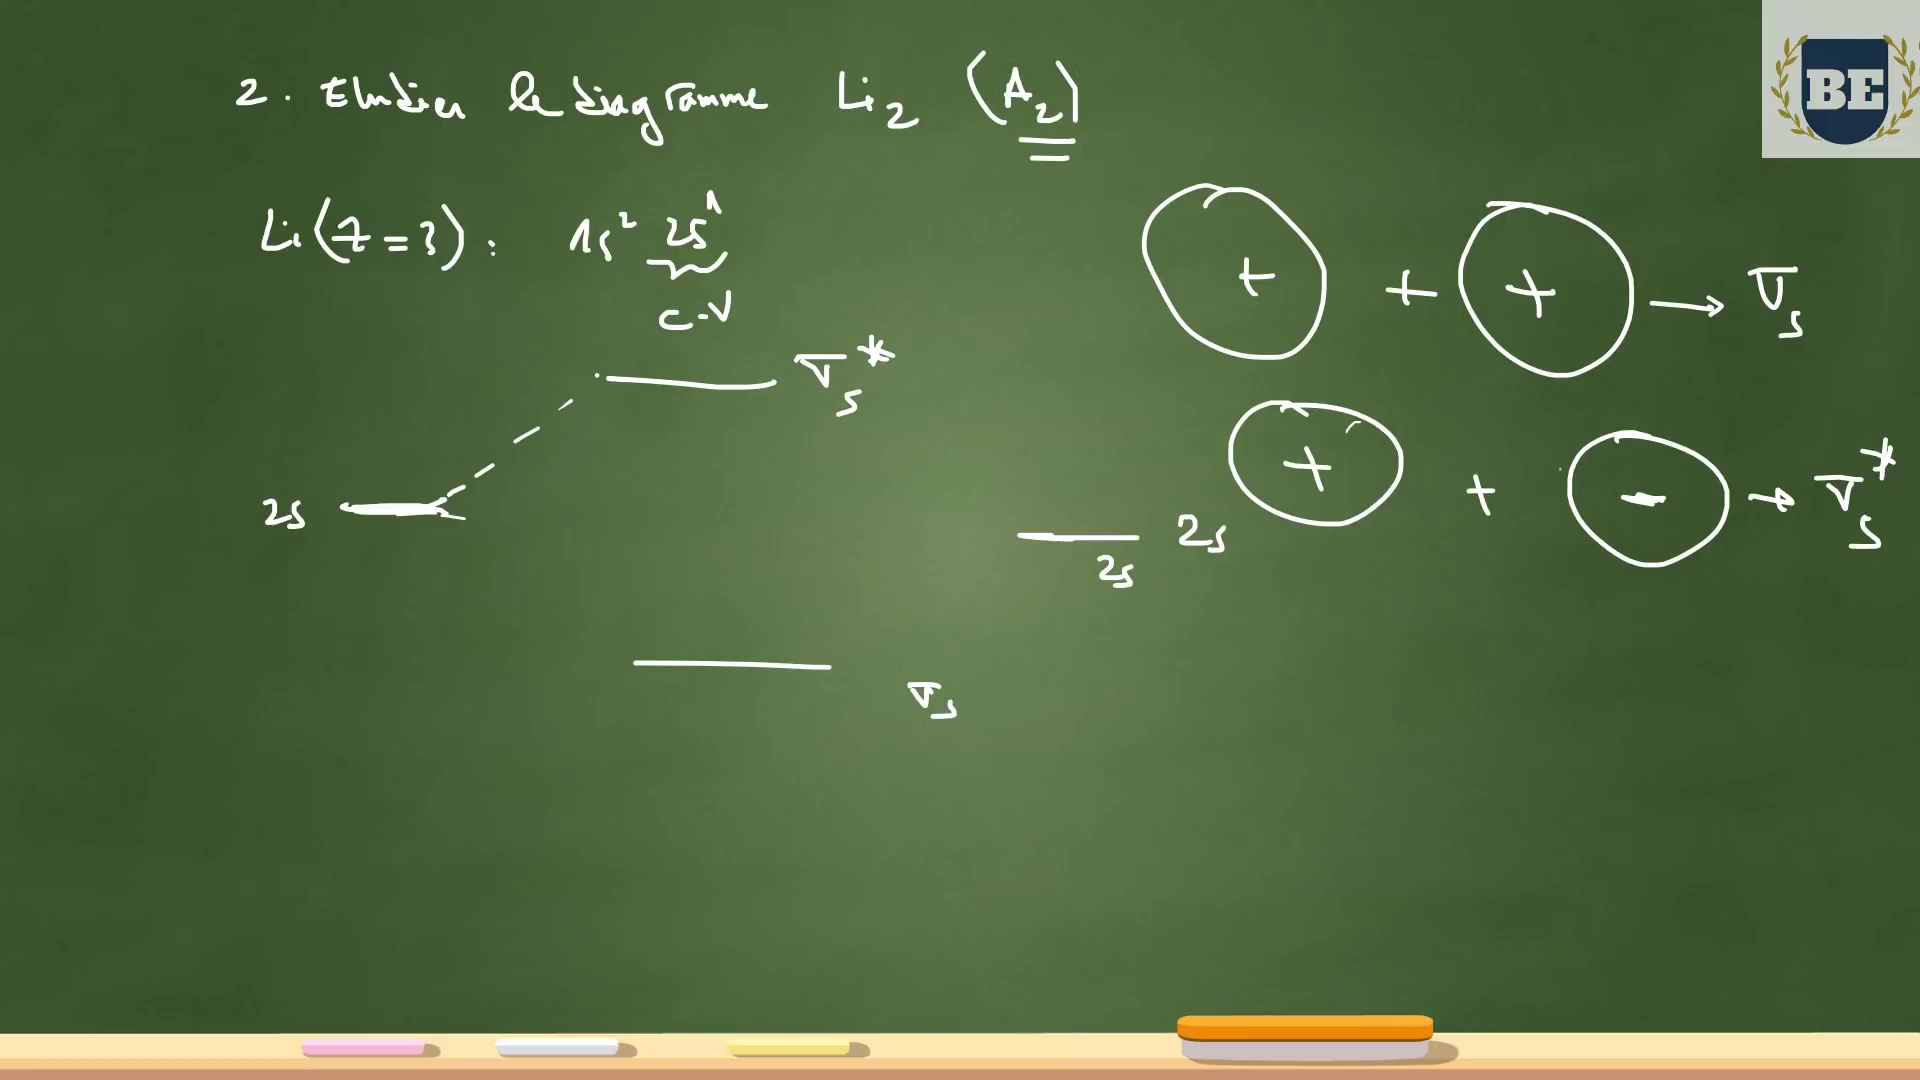 2. Etudier le diagramme Li₂ (A₂)
Li (Z = 3) : 1s² 2s¹
C-V
σs*
2s
2s
2s
σs
+ + + → σs
+ + - → σs*
BE